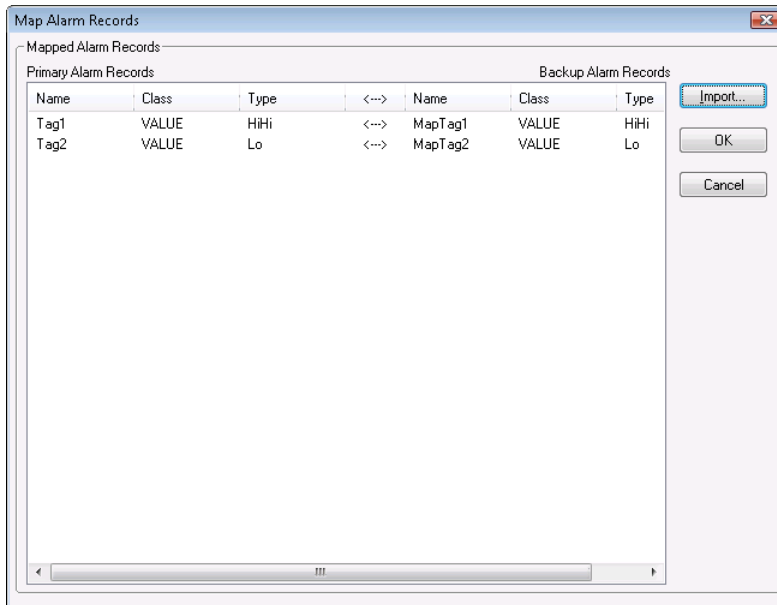 Map Alarm Records
Mapped Alarm Records
Primary Alarm Records Backup Alarm Records
Name Class Type <---> Name Class Type
Tag1 VALUE HiHi <---> MapTag1 VALUE HiHi
Tag2 VALUE Lo <---> MapTag2 VALUE Lo
Import...
OK
Cancel